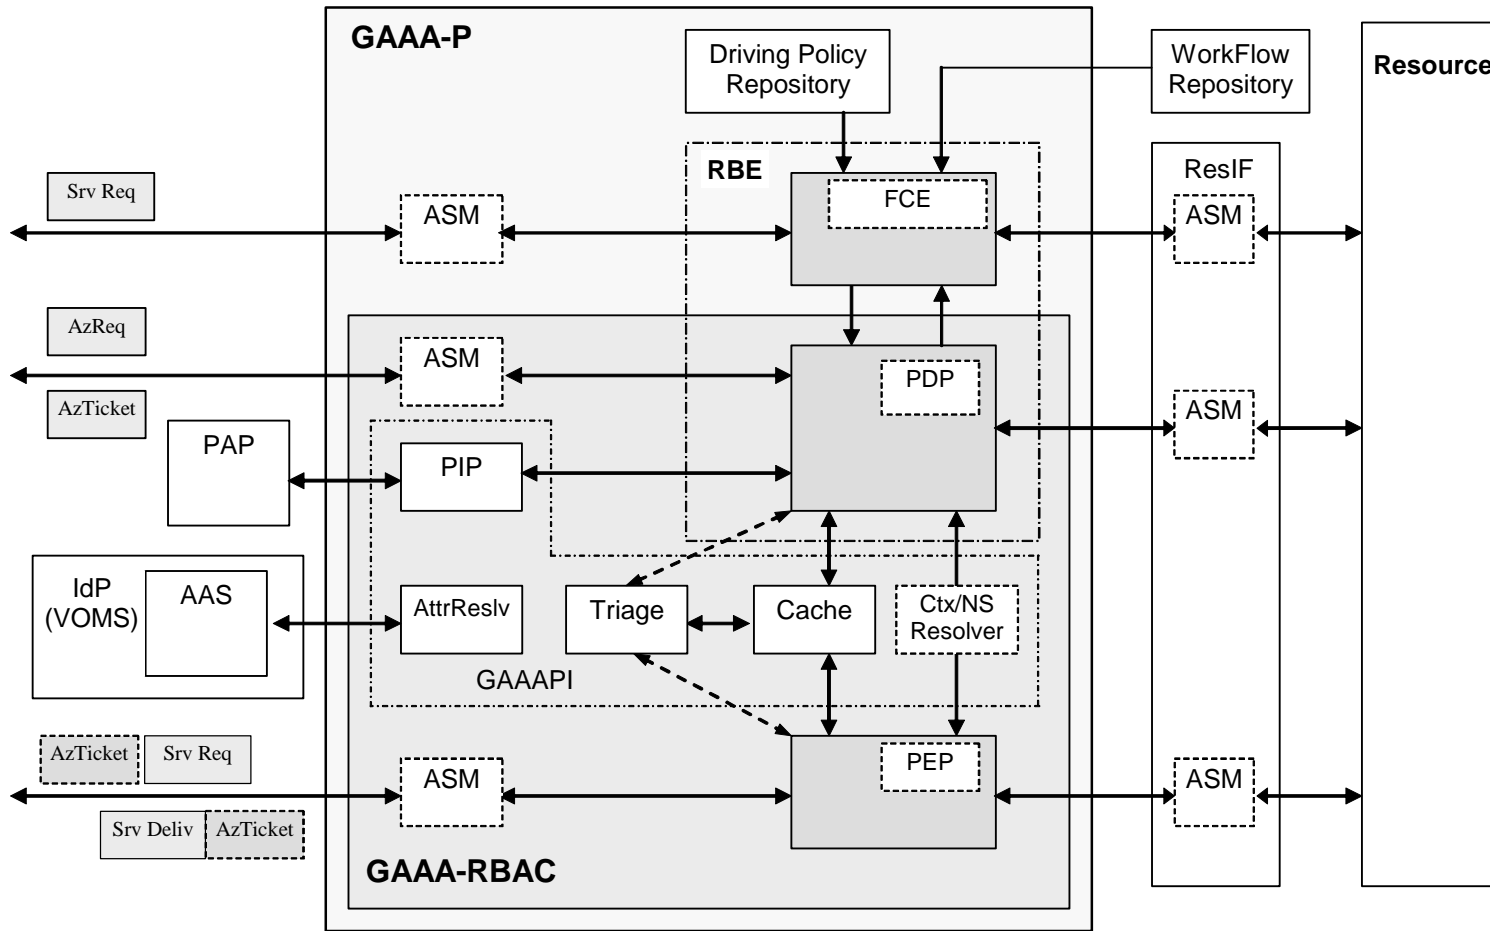 GAAA-P
Driving Policy
Repository
WorkFlow
Repository
Resource
RBE
ResIF
Srv Req
ASM
FCE
ASM
AzReq
ASM
PDP
ASM
AzTicket
PAP
PIP
IdP
(VOMS)
AAS
AttrReslv
Triage
Cache
Ctx/NS
Resolver
GAAAPI
AzTicket
Srv Req
ASM
PEP
ASM
Srv Deliv
AzTicket
GAAA-RBAC